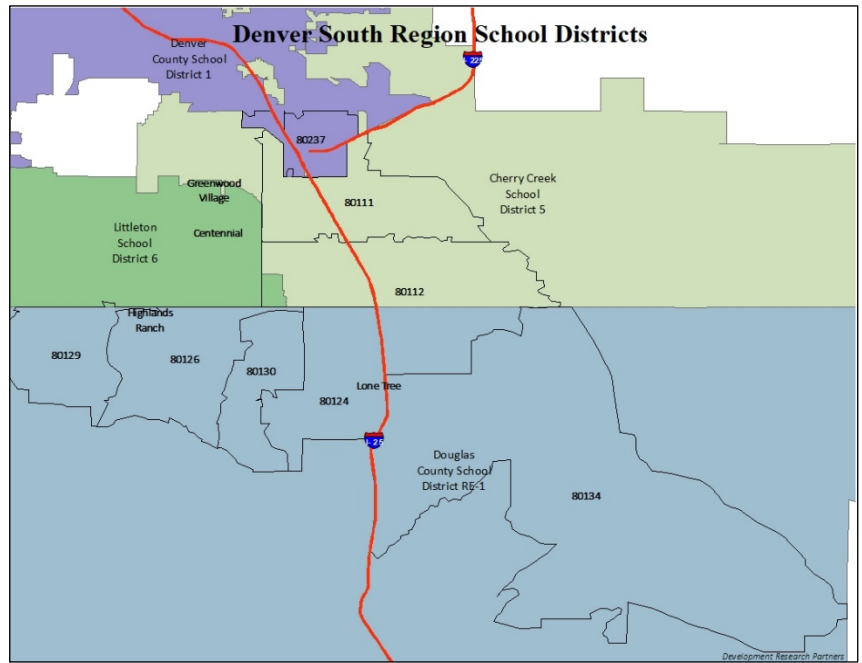 Denver South Region School Districts
Denver
County School
District 1
I-225
80237
Cherry Creek
School
District 5
Greenwood
Village
80111
Littleton
School
District 6
Centennial
80112
Highlands
Ranch
80129
80126
80130
Lone Tree
80124
I-25
Douglas
County School
District RE-1
80134
Development Research Partners